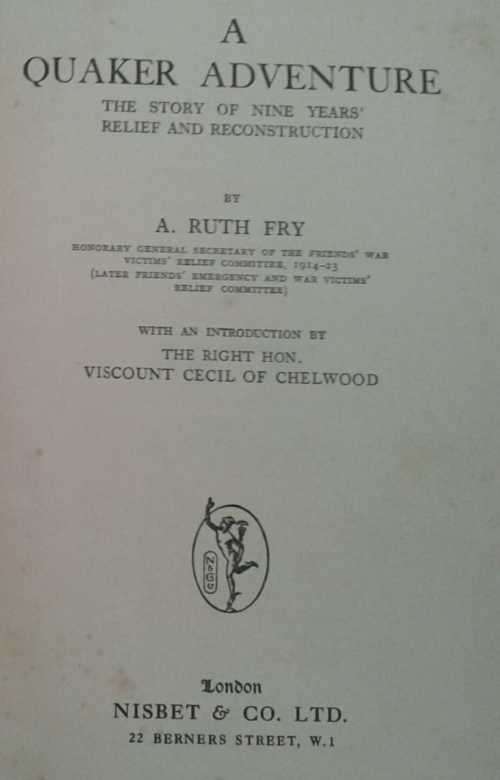 A
QUAKER ADVENTURE
THE STORY OF NINE YEARS'
RELIEF AND RECONSTRUCTION
BY
A. RUTH FRY
HONORARY GENERAL SECRETARY OF THE FRIENDS' WAR
VICTIMS' RELIEF COMMITTEE, 1914-23
(LATER FRIENDS' EMERGENCY AND WAR VICTIMS'
RELIEF COMMITTEE)
WITH AN INTRODUCTION BY
THE RIGHT HON.
VISCOUNT CECIL OF CHELWOOD
London
NISBET & CO. LTD.
22 BERNERS STREET, W.1